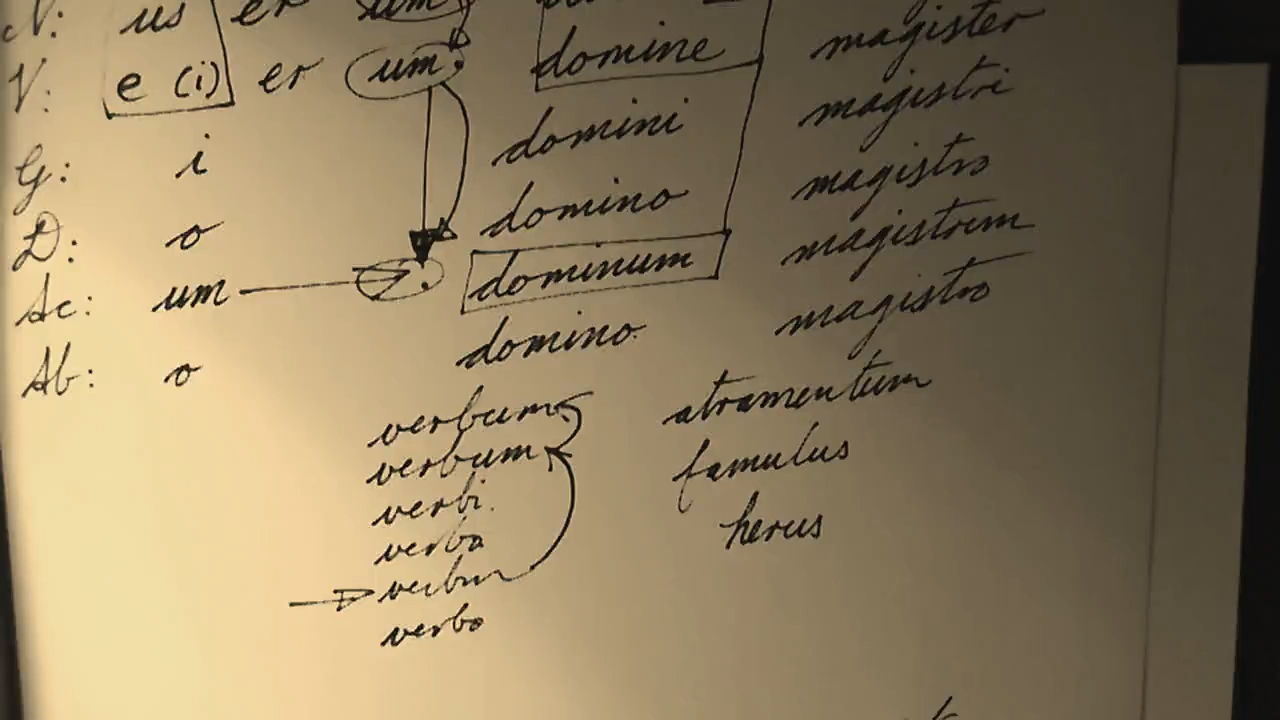 N: us er um
V: e (i) er um. domine magister
G: i domini magistri
D: o domino magistro
Ac: um dominum magistrum
Ab: o domino. magistro
verbum atramentum
verbum famulus
verbi. herus
verbo
verbum
verbo